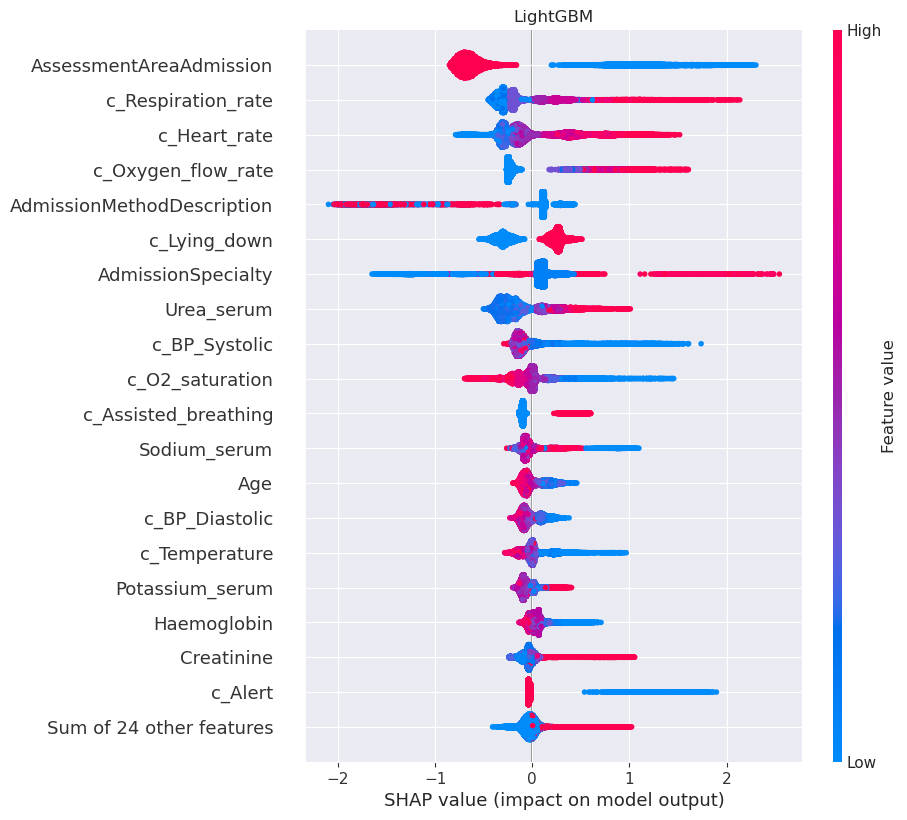 LightGBM
High
AssessmentAreaAdmission
c_Respiration_rate
c_Heart_rate
c_Oxygen_flow_rate
AdmissionMethodDescription
c_Lying_down
AdmissionSpecialty
Urea_serum
c_BP_Systolic
c_O2_saturation
c_Assisted_breathing
Sodium_serum
Age
c_BP_Diastolic
c_Temperature
Potassium_serum
Haemoglobin
Creatinine
c_Alert
Sum of 24 other features
Feature value
Low
−2 −1 0 1 2
SHAP value (impact on model output)